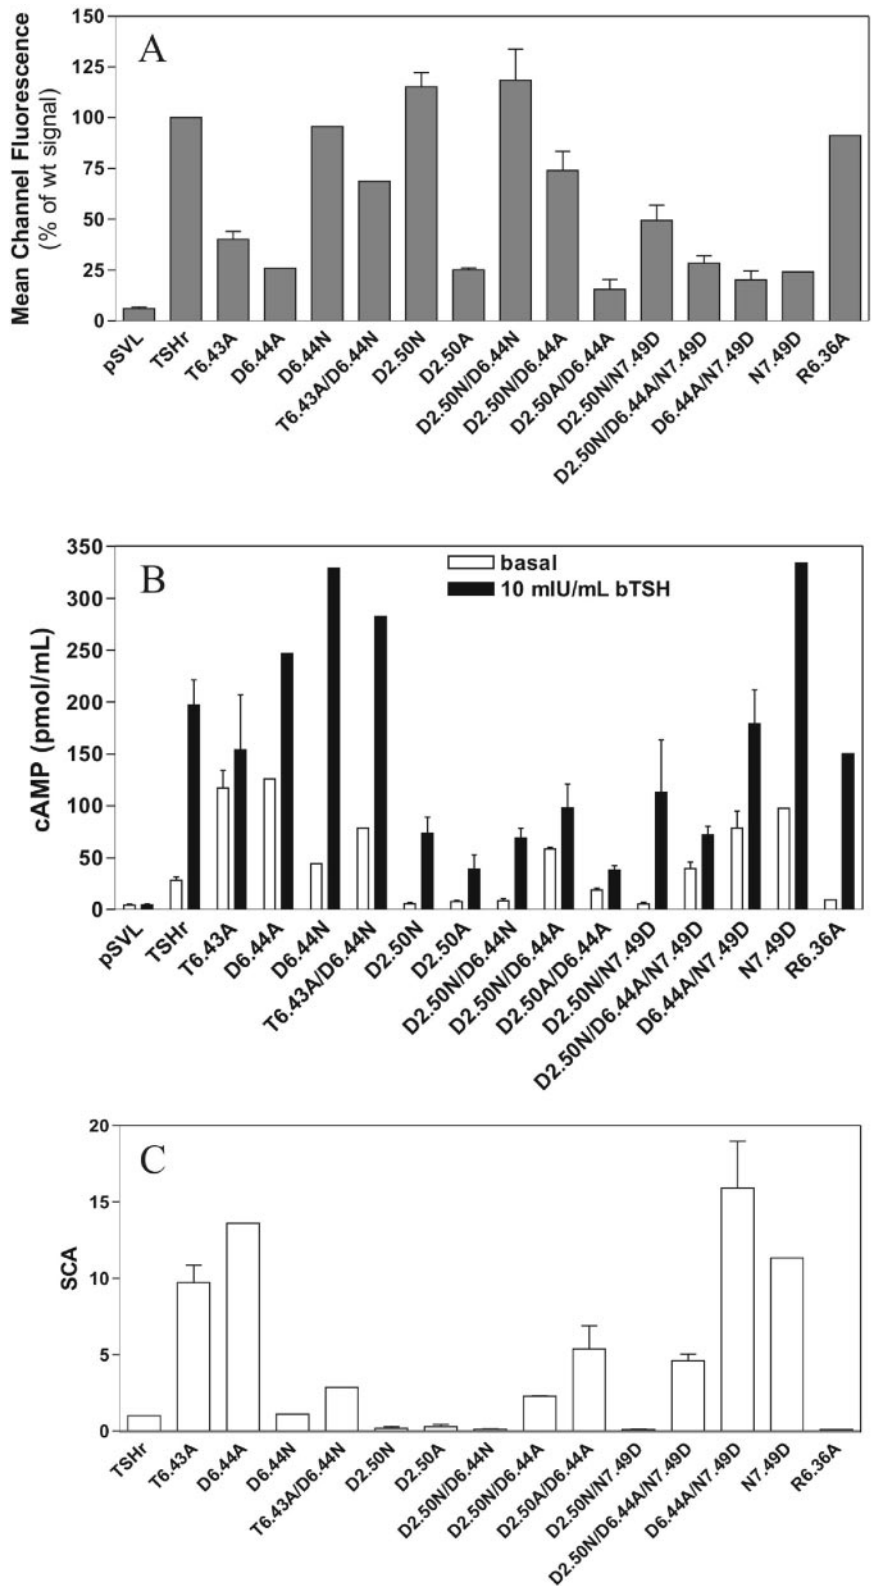 A
Mean Channel Fluorescence
(% of wt signal)
150
125
100
75
50
25
0
pSVL
TSHr
T6.43A
D6.44A
D6.44N
T6.43A/D6.44N
D2.50N
D2.50A
D2.50N/D6.44N
D2.50N/D6.44A
D2.50A/D6.44A
D2.50N/N7.49D
D2.50N/D6.44A/N7.49D
D6.44A/N7.49D
N7.49D
R6.36A
B
basal
10 mIU/mL bTSH
cAMP (pmol/mL)
350
300
250
200
150
100
50
0
pSVL
TSHr
T6.43A
D6.44A
D6.44N
T6.43A/D6.44N
D2.50N
D2.50A
D2.50N/D6.44N
D2.50N/D6.44A
D2.50A/D6.44A
D2.50N/N7.49D
D2.50N/D6.44A/N7.49D
D6.44A/N7.49D
N7.49D
R6.36A
C
SCA
20
15
10
5
0
TSHr
T6.43A
D6.44A
D6.44N
T6.43A/D6.44N
D2.50N
D2.50A
D2.50N/D6.44N
D2.50N/D6.44A
D2.50A/D6.44A
D2.50N/N7.49D
D2.50N/D6.44A/N7.49D
D6.44A/N7.49D
N7.49D
R6.36A